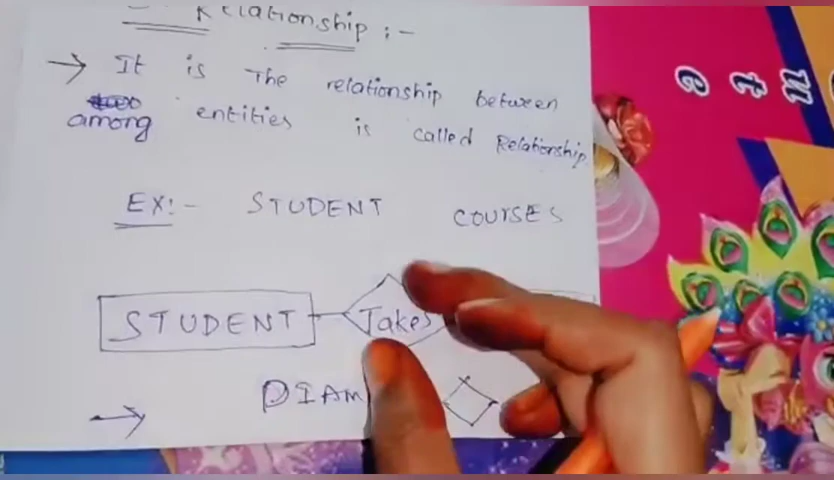 Relationship :-
→ It is The relationship between
among entities is called Relationship
EX:- STUDENT COURSES
STUDENT Takes
→ DIAM
e t u